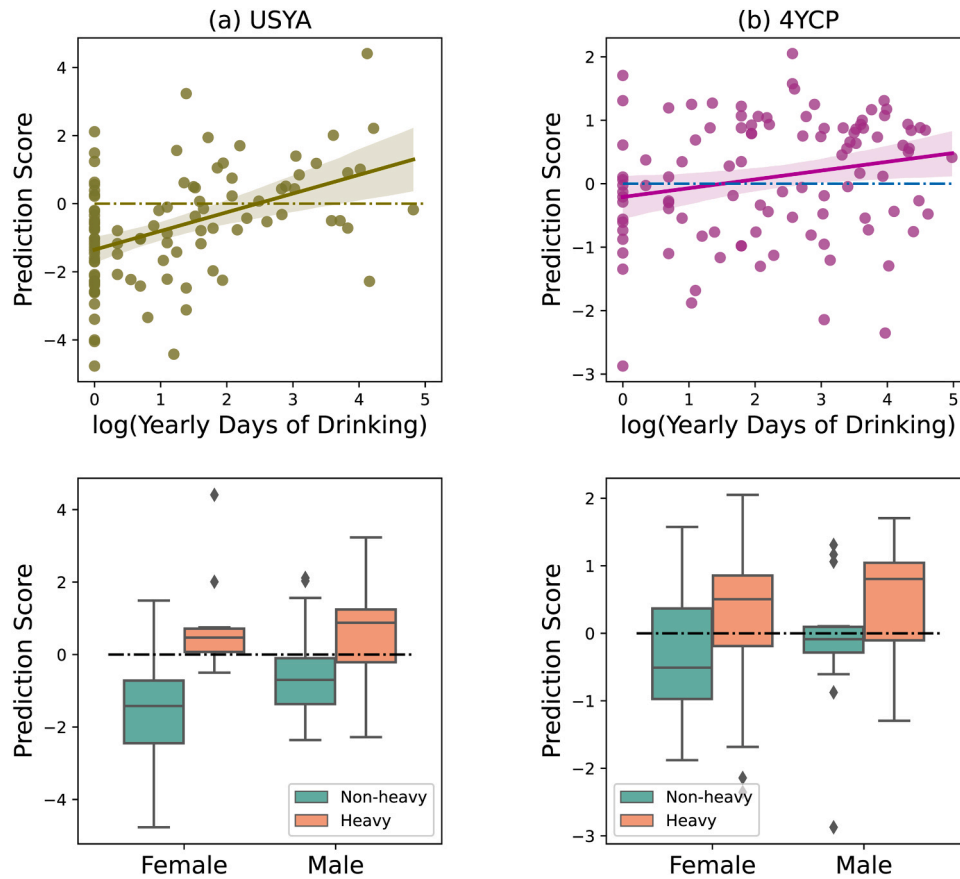 (a) USYA
(b) 4YCP
Prediction Score
4
2
0
−2
−4
0 1 2 3 4 5
log(Yearly Days of Drinking)
Prediction Score
2
1
0
−1
−2
−3
0 1 2 3 4 5
log(Yearly Days of Drinking)
Prediction Score
4
2
0
−2
−4
Non-heavy
Heavy
Female Male
Prediction Score
2
1
0
−1
−2
−3
Non-heavy
Heavy
Female Male